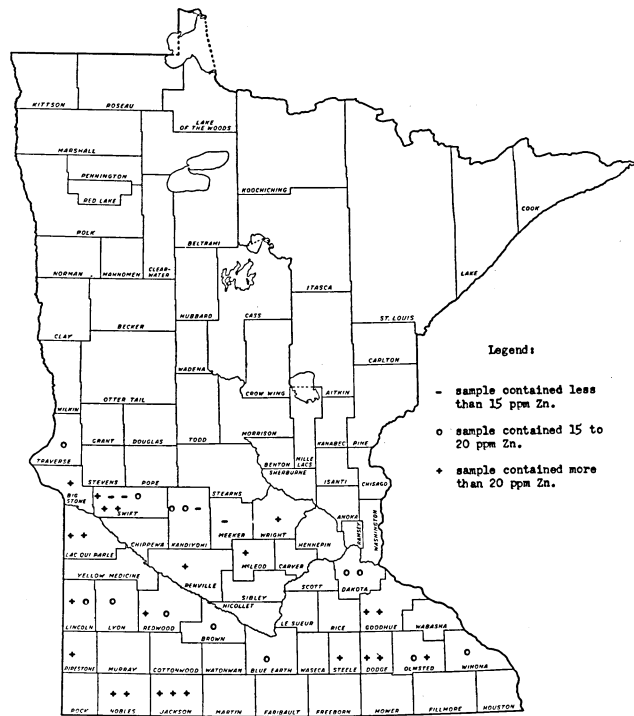 KITTSON
ROSEAU
LAKE
OF THE WOODS
MARSHALL
PENNINGTON
RED LAKE
KOOCHICHING
COOK
POLK
BELTRAMI
LAKE
NORMAN
MAHNOMEN
CLEAR-
WATER
ITASCA
HUBBARD
CASS
ST. LOUIS
CLAY
BECKER
CARLTON
WADENA
Legend:
- sample contained less
than 15 ppm Zn.
o sample contained 15 to
20 ppm Zn.
+ sample contained more
than 20 ppm Zn.
CROW WING
AITKIN
WILKIN
OTTER TAIL
o
GRANT
DOUGLAS
TODD
MORRISON
MILLE
LACS
KANABEC
PINE
TRAVERSE
BENTON
SHERBURNE
STEVENS
POPE
STEARNS
ISANTI
CHISAGO
+
BIG
STONE
+ - - o
+ +
SWIFT
o o -
-
MEEKER
+
WRIGHT
ANOKA
RAMSEY
WASHINGTON
HENNEPIN
+ +
LAC QUI PARLE
CHIPPEWA
KANDIYOHI
+
MCLEOD
CARVER
YELLOW MEDICINE
+
RENVILLE
SIBLEY
SCOTT
o o
DAKOTA
NICOLLET
+ o
LINCOLN
o
LYON
+ o
REDWOOD
o
BROWN
LE SUEUR
RICE
+ +
GOODHUE
WABASHA
+
PIPESTONE
MURRAY
COTTONWOOD
WATONWAN
o
BLUE EARTH
WASECA
+
STEELE
+ +
DODGE
o +
OLMSTED
o
WINONA
ROCK
+ +
NOBLES
+ + +
JACKSON
MARTIN
FARIBAULT
FREEBORN
MOWER
FILLMORE
HOUSTON